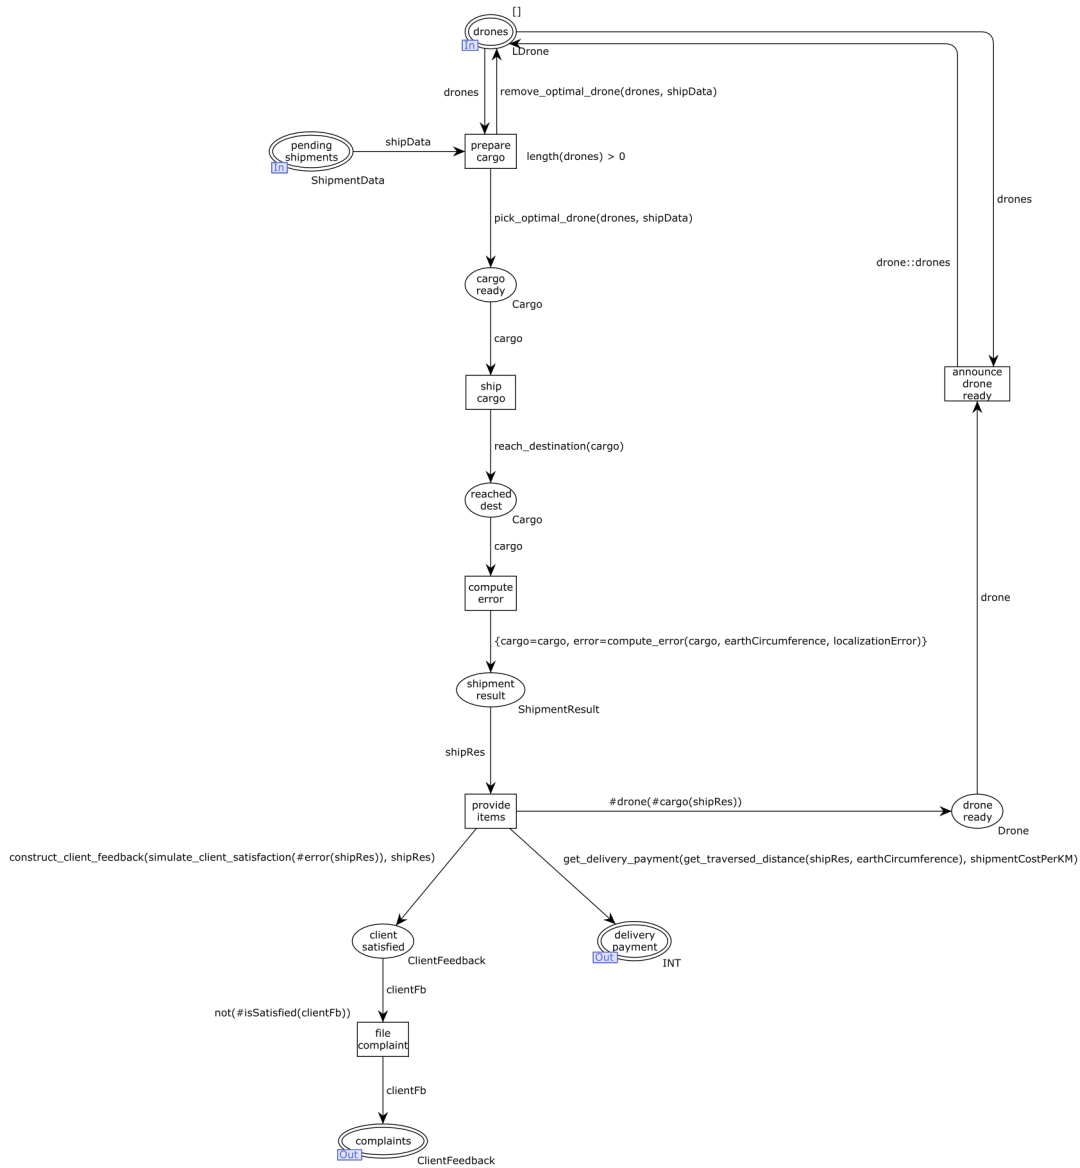 []
drones
In
LDrone
drones
remove_optimal_drone(drones, shipData)
pending
shipments
In
ShipmentData
shipData
prepare
cargo
length(drones) > 0
drones
pick_optimal_drone(drones, shipData)
drone::drones
cargo
ready
Cargo
cargo
announce
drone
ready
ship
cargo
reach_destination(cargo)
reached
dest
Cargo
cargo
compute
error
drone
{cargo=cargo, error=compute_error(cargo, earthCircumference, localizationError)}
shipment
result
ShipmentResult
shipRes
provide
items
#drone(#cargo(shipRes))
drone
ready
Drone
construct_client_feedback(simulate_client_satisfaction(#error(shipRes)), shipRes)
get_delivery_payment(get_traversed_distance(shipRes, earthCircumference), shipmentCostPerKM)
client
satisfied
ClientFeedback
delivery
payment
Out
INT
clientFb
not(#isSatisfied(clientFb))
file
complaint
clientFb
complaints
Out
ClientFeedback